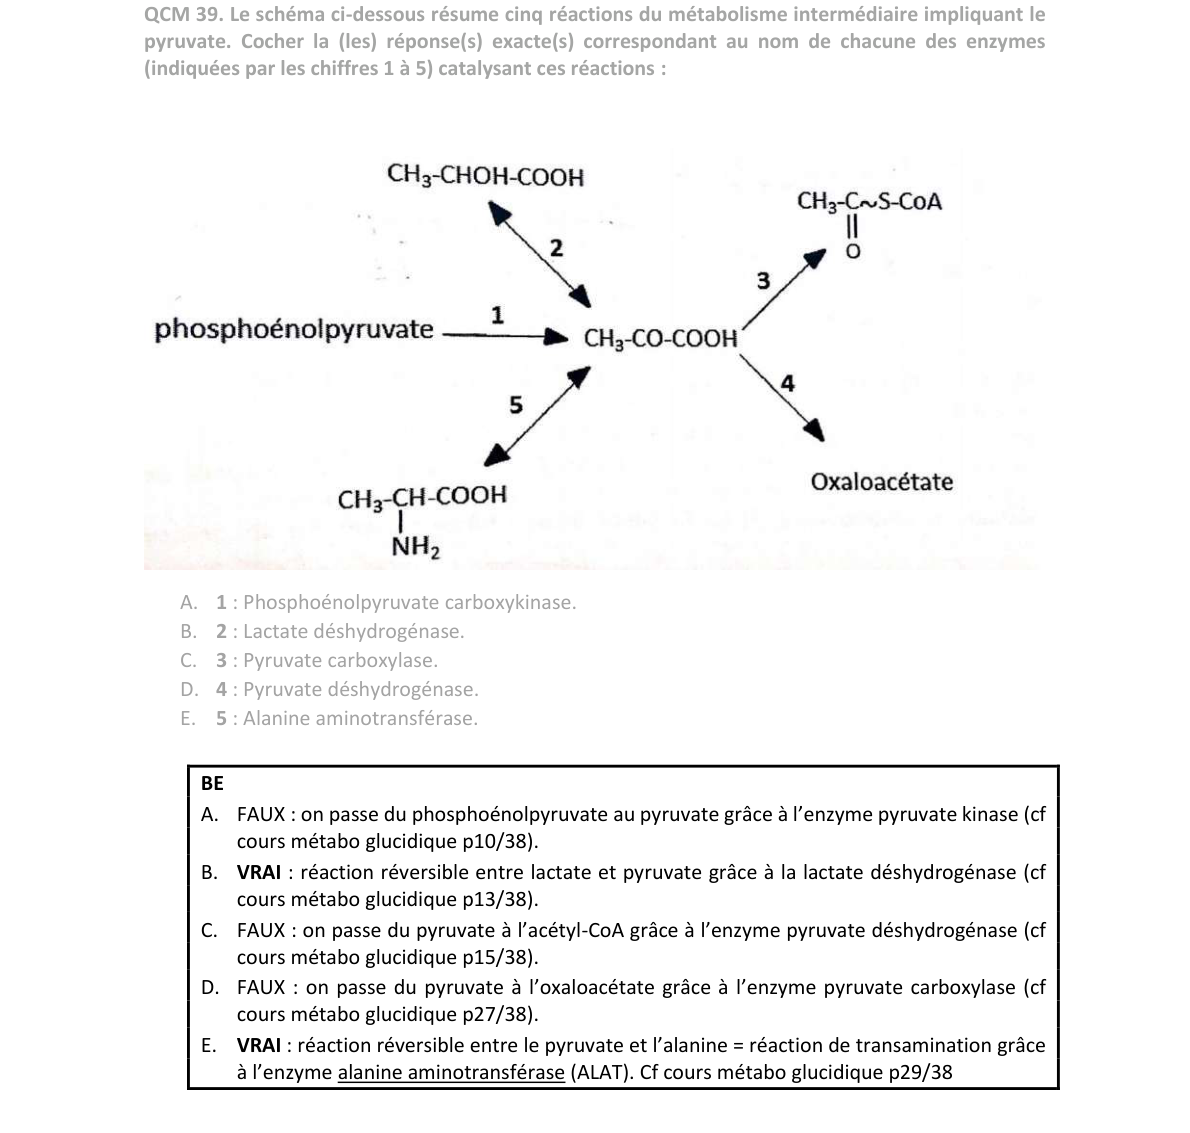 QCM 39. Le schéma ci-dessous résume cinq réactions du métabolisme intermédiaire impliquant le
pyruvate. Cocher la (les) réponse(s) exacte(s) correspondant au nom de chacune des enzymes
(indiquées par les chiffres 1 à 5) catalysant ces réactions :
CH₃-CHOH-COOH
CH₃-C~S-CoA
||
O
2
3
phosphoénolpyruvate
1
CH₃-CO-COOH
4
5
Oxaloacétate
CH₃-CH-COOH
|
NH₂
A. 1 : Phosphoénolpyruvate carboxykinase.
B. 2 : Lactate déshydrogénase.
C. 3 : Pyruvate carboxylase.
D. 4 : Pyruvate déshydrogénase.
E. 5 : Alanine aminotransférase.
BE
A. FAUX : on passe du phosphoénolpyruvate au pyruvate grâce à l’enzyme pyruvate kinase (cf
cours métabo glucidique p10/38).
B. VRAI : réaction réversible entre lactate et pyruvate grâce à la lactate déshydrogénase (cf
cours métabo glucidique p13/38).
C. FAUX : on passe du pyruvate à l’acétyl-CoA grâce à l’enzyme pyruvate déshydrogénase (cf
cours métabo glucidique p15/38).
D. FAUX : on passe du pyruvate à l’oxaloacétate grâce à l’enzyme pyruvate carboxylase (cf
cours métabo glucidique p27/38).
E. VRAI : réaction réversible entre le pyruvate et l’alanine = réaction de transamination grâce
à l’enzyme alanine aminotransférase (ALAT). Cf cours métabo glucidique p29/38